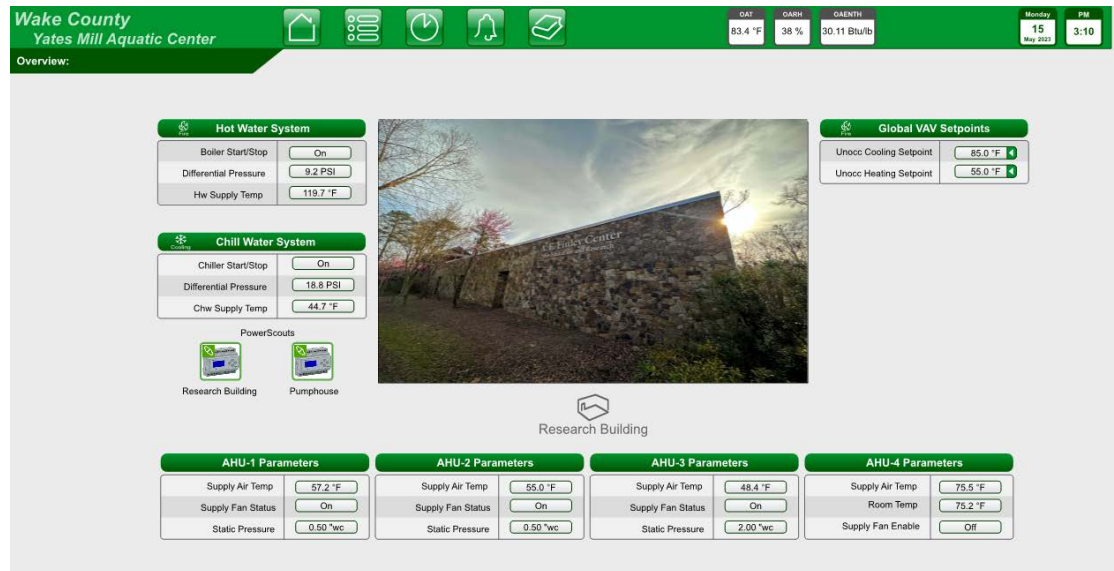 Wake County
Yates Mill Aquatic Center
OAT
83.4 °F
OARH
38 %
OAENTH
30.11 Btu/lb
Monday
15
May 2023
PM
3:10
Overview:
Fire
Hot Water System
Boiler Start/Stop On
Differential Pressure 9.2 PSI
Hw Supply Temp 119.7 °F
Cooling
Chill Water System
Chiller Start/Stop On
Differential Pressure 18.8 PSI
Chw Supply Temp 44.7 °F
PowerScouts
Research Building
Pumphouse
Finley Center
Research Building
Fire
Global VAV Setpoints
Unocc Cooling Setpoint 85.0 °F
Unocc Heating Setpoint 55.0 °F
AHU-1 Parameters
Supply Air Temp 57.2 °F
Supply Fan Status On
Static Pressure 0.50 "wc
AHU-2 Parameters
Supply Air Temp 55.0 °F
Supply Fan Status On
Static Pressure 0.50 "wc
AHU-3 Parameters
Supply Air Temp 48.4 °F
Supply Fan Status On
Static Pressure 2.00 "wc
AHU-4 Parameters
Supply Air Temp 75.5 °F
Room Temp 75.2 °F
Supply Fan Enable Off